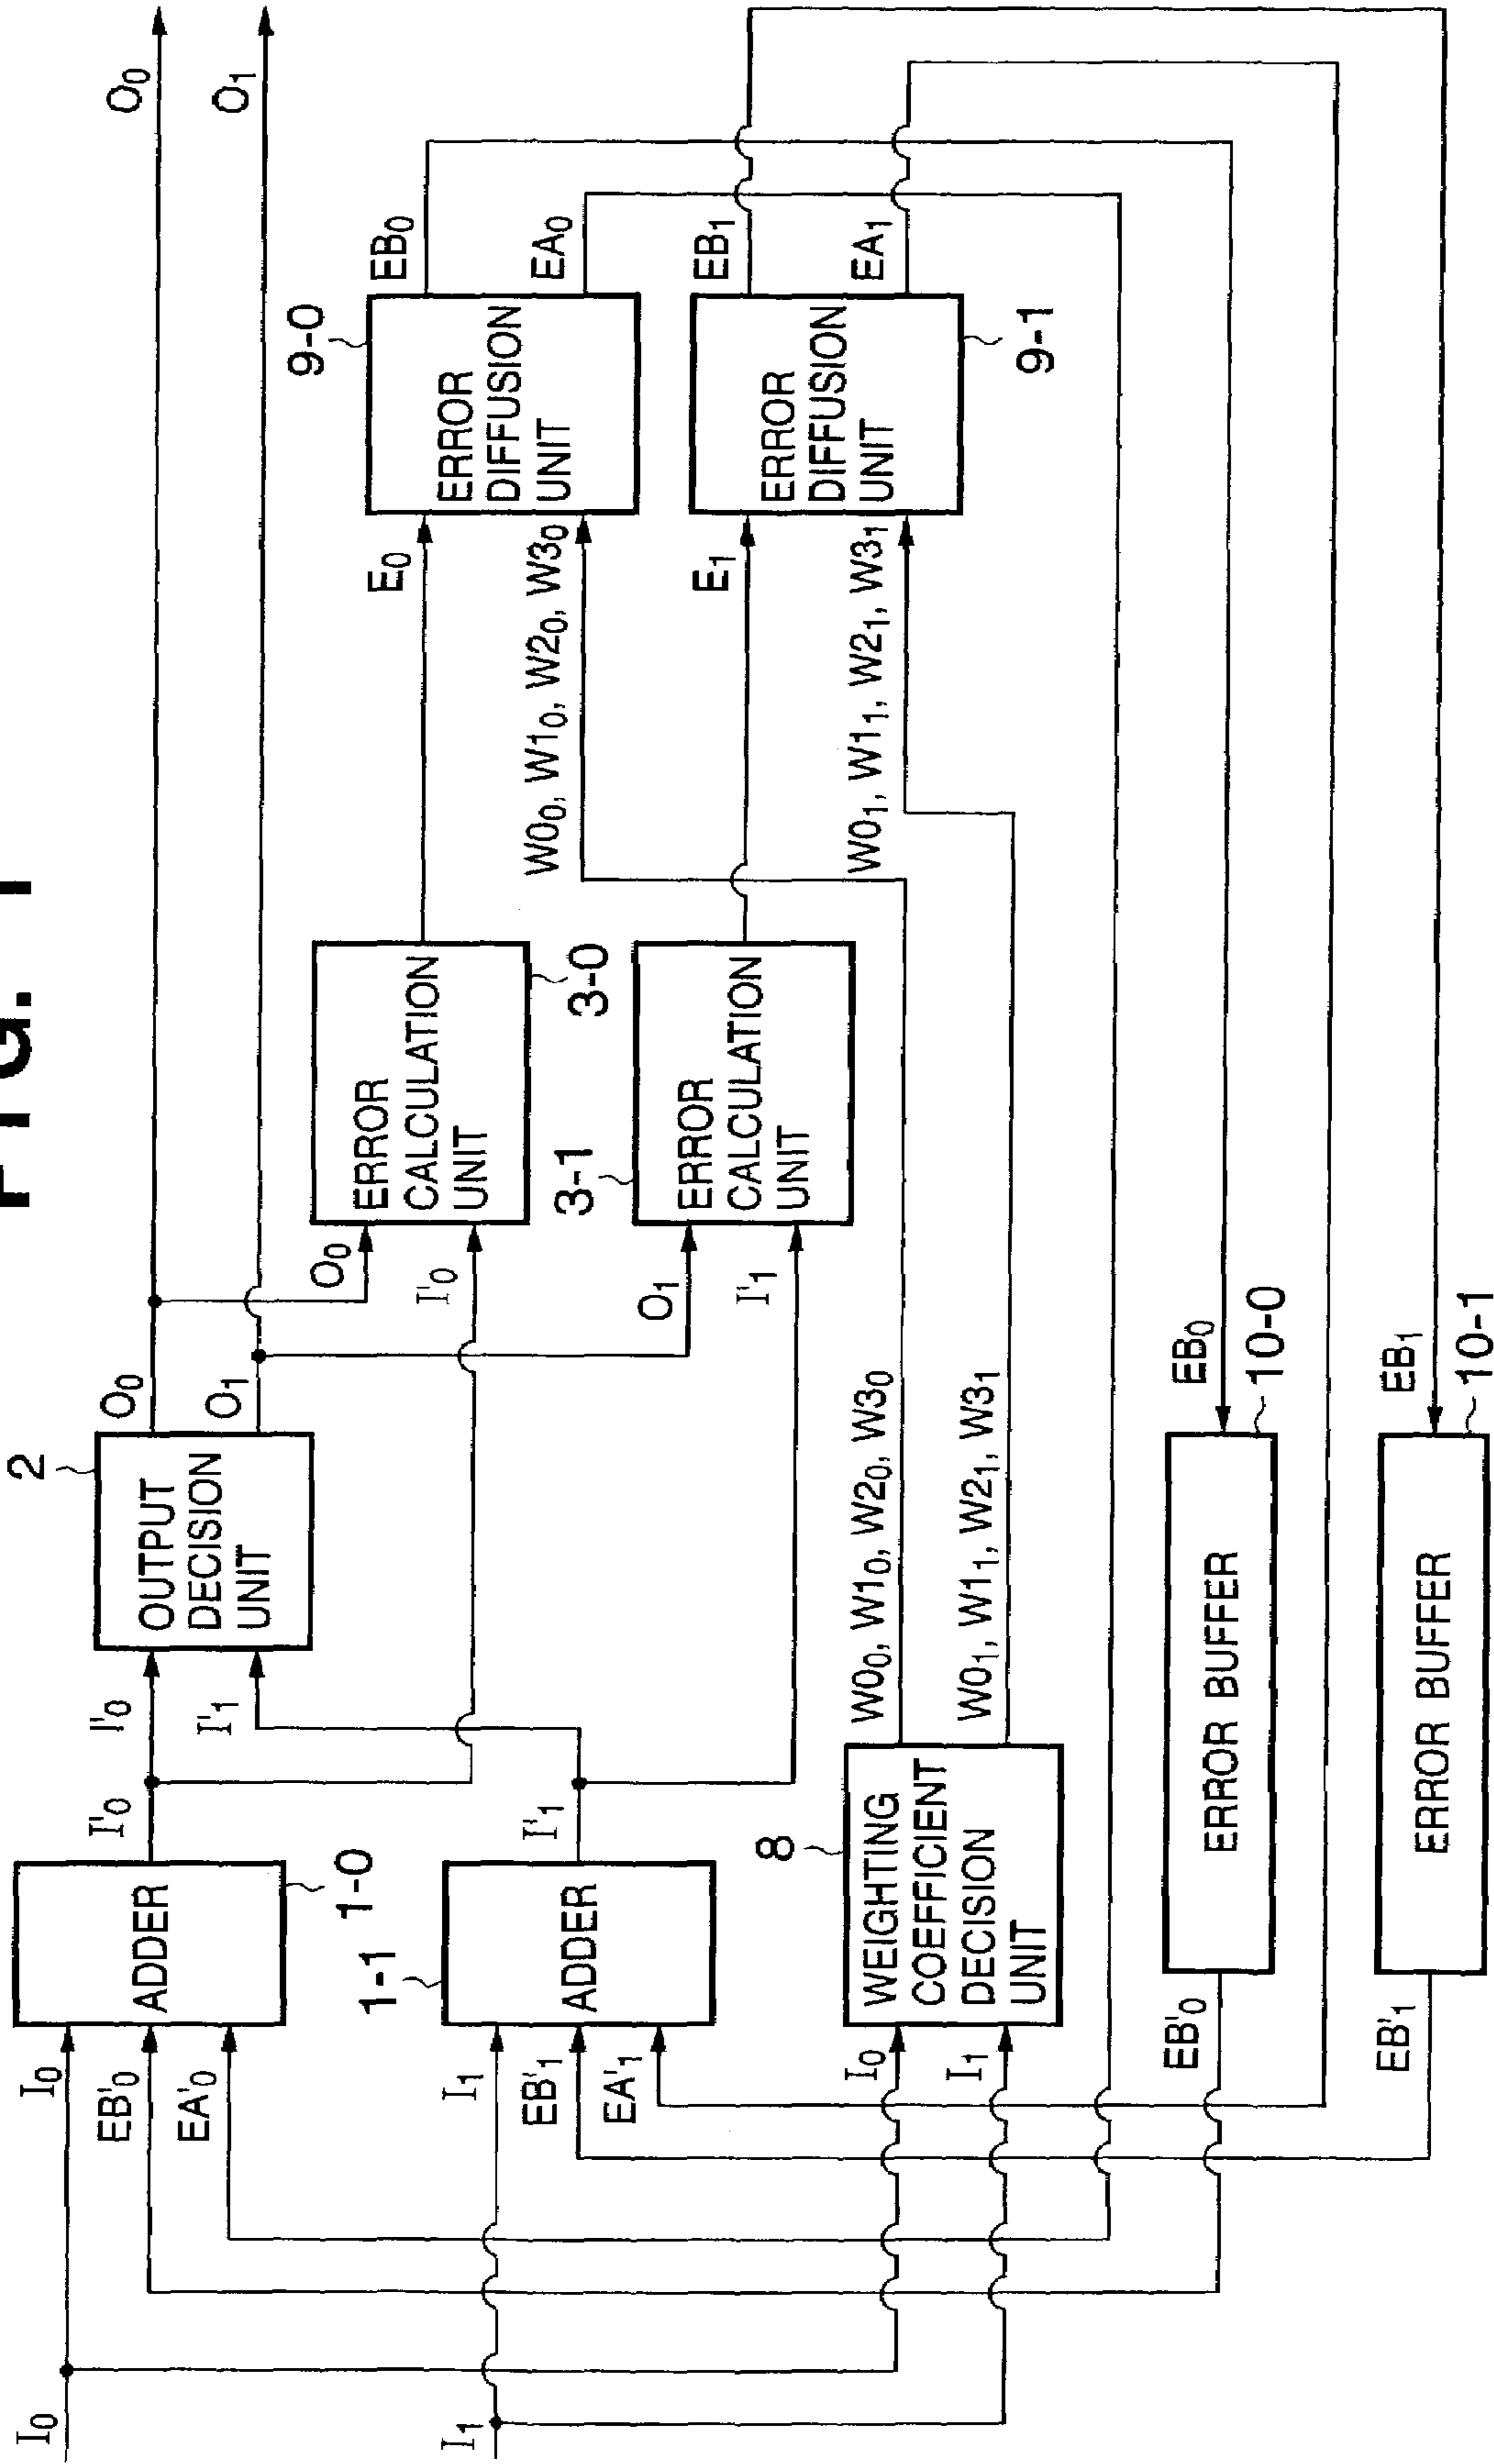 FIG. 1
I0
I0
EB'0
EA'0
ADDER
1-0
I'0
I'0
I'1
2
OUTPUT
DECISION
UNIT
O0
O1
O0
O1
I1
I1
EB'1
EA'1
1-1
ADDER
I'1
O0
I'0
ERROR
CALCULATION
UNIT
3-0
E0
W00, W10, W20, W30
9-0
ERROR
DIFFUSION
UNIT
EB0
EA0
O1
I'1
3-1
ERROR
CALCULATION
UNIT
E1
W01, W11, W21, W31
ERROR
DIFFUSION
UNIT
9-1
EB1
EA1
I0
I1
8
WEIGHTING
COEFFICIENT
DECISION
UNIT
W00, W10, W20, W30
W01, W11, W21, W31
EB'0
ERROR BUFFER
EB0
10-0
EB'1
ERROR BUFFER
EB1
10-1